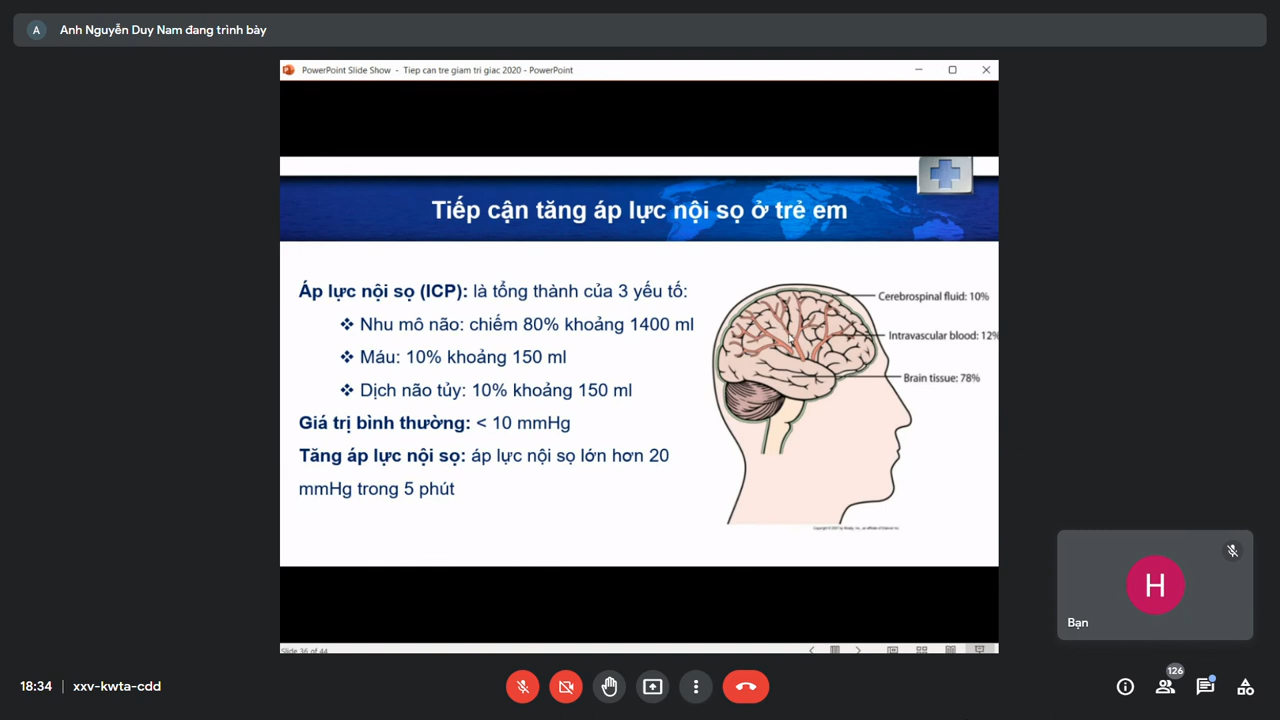 A Anh Nguyễn Duy Nam đang trình bày
PowerPoint Slide Show - Tiep can tre giam tri giac 2020 - PowerPoint
Tiếp cận tăng áp lực nội sọ ở trẻ em
Áp lực nội sọ (ICP): là tổng thành của 3 yếu tố:
❖ Nhu mô não: chiếm 80% khoảng 1400 ml
❖ Máu: 10% khoảng 150 ml
❖ Dịch não tủy: 10% khoảng 150 ml
Giá trị bình thường: < 10 mmHg
Tăng áp lực nội sọ: áp lực nội sọ lớn hơn 20
mmHg trong 5 phút
Cerebrospinal fluid: 10%
Intravascular blood: 12%
Brain tissue: 78%
Slide 36 of 44
H
Bạn
18:34 | xxv-kwta-cdd
126